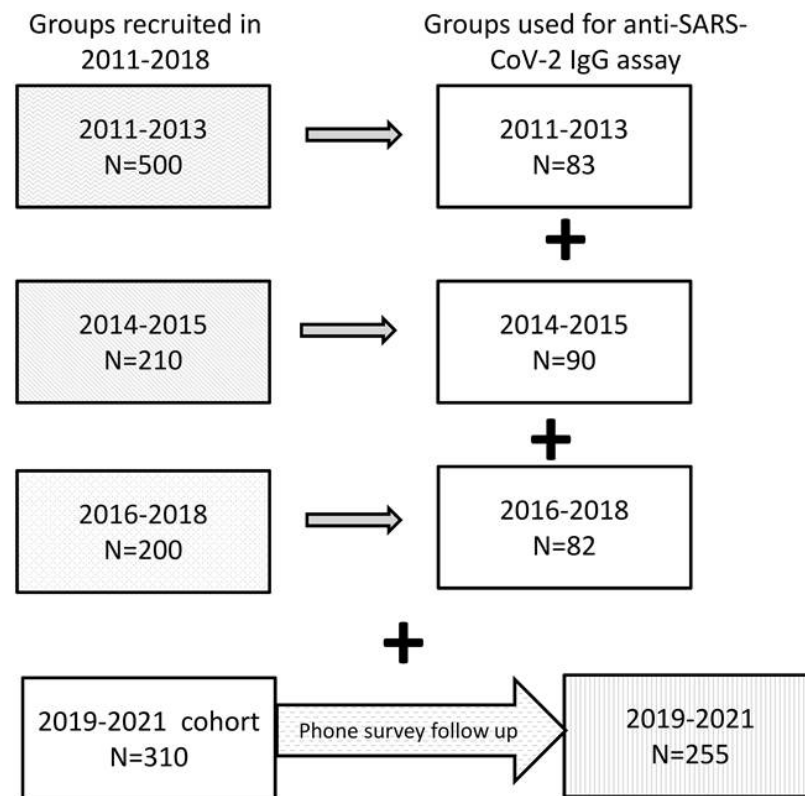 Groups recruited in
2011-2018
Groups used for anti-SARS-
CoV-2 IgG assay
2011-2013
N=500
2011-2013
N=83
+
2014-2015
N=210
2014-2015
N=90
+
2016-2018
N=200
2016-2018
N=82
+
2019-2021 cohort
N=310
Phone survey follow up
2019-2021
N=255